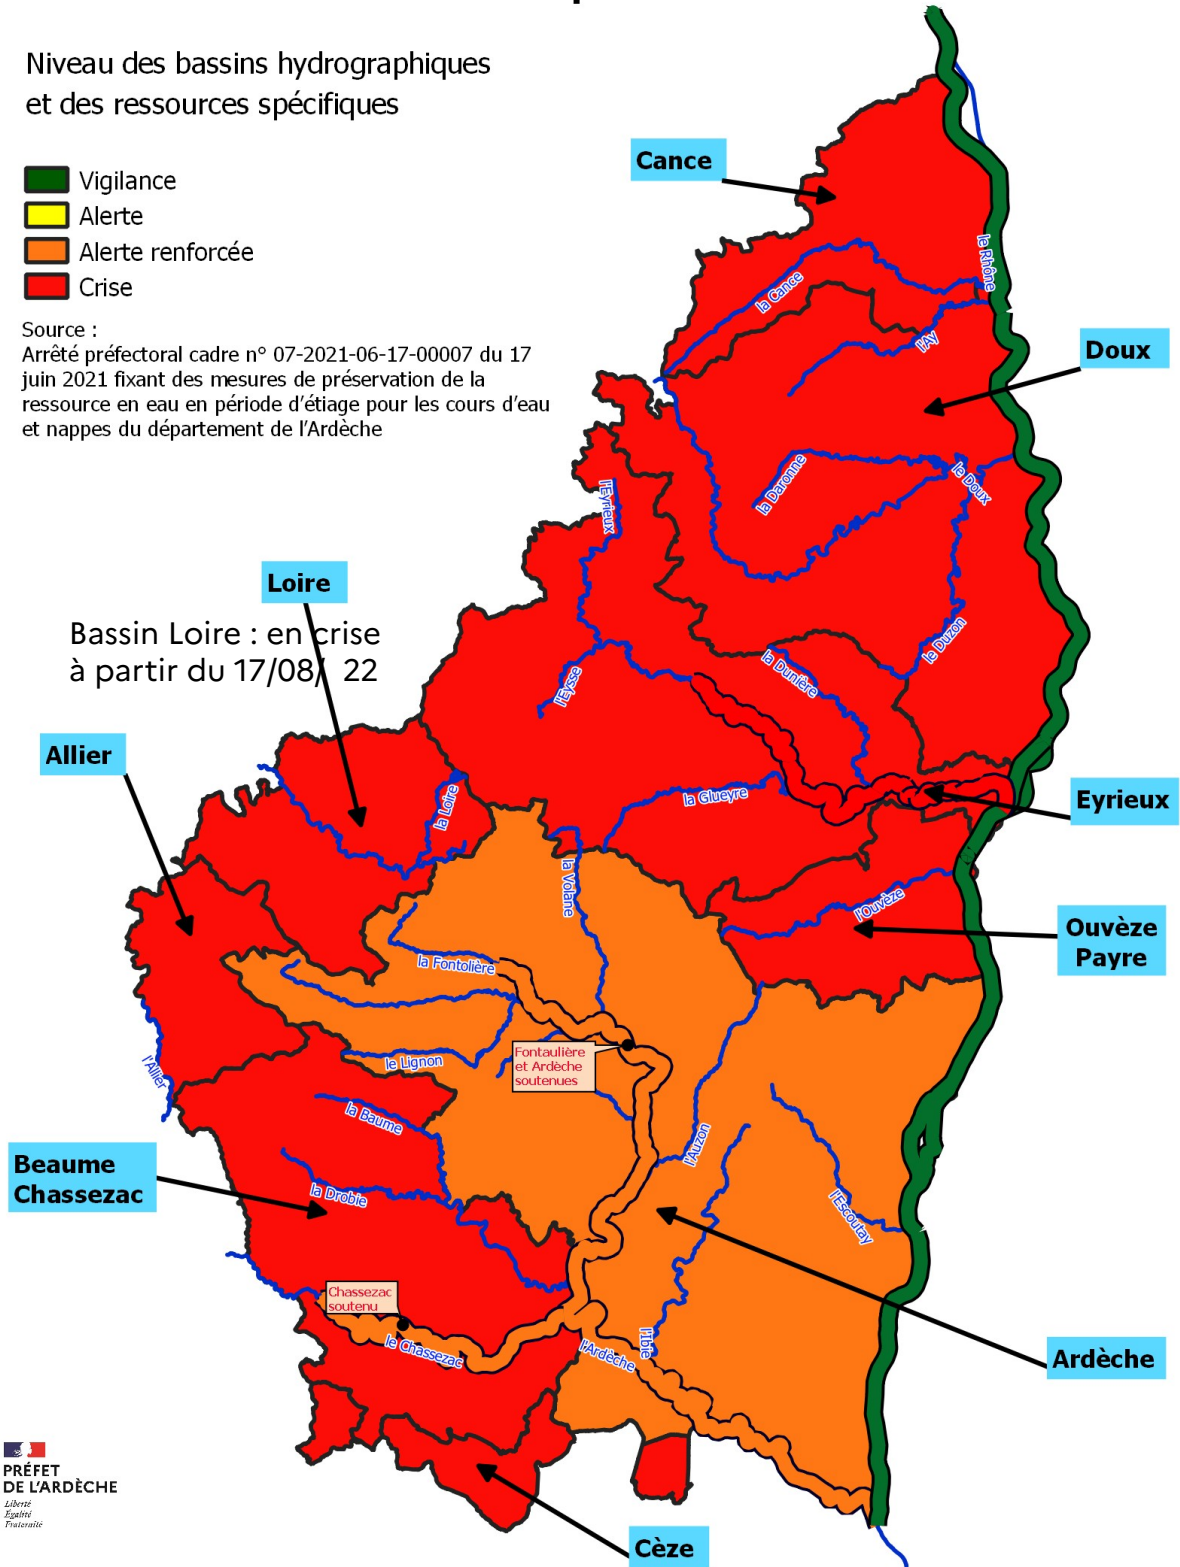 Niveau des bassins hydrographiques
et des ressources spécifiques
Vigilance
Alerte
Alerte renforcée
Crise
Source :
Arrêté préfectoral cadre n° 07-2021-06-17-00007 du 17
juin 2021 fixant des mesures de préservation de la
ressource en eau en période d'étiage pour les cours d'eau
et nappes du département de l'Ardèche
Cance
le Rhône
la Cance
l'Ay
Doux
la Daronne
le Doux
l'Eyrieux
Loire
Bassin Loire : en crise
à partir du 17/08/ 22
le Duzon
la Dunière
l'Eysse
Allier
la Loire
la Glueyre
Eyrieux
la Volane
l'Ouvèze
Ouvèze
Payre
la Fontolière
Fontaulière
et Ardèche
soutenues
le Lignon
l'Allier
la Baume
l'Auzon
Beaume
Chassezac
la Drobie
l'Escoutay
Chassezac
soutenu
le Chassezac
l'Ardèche
l'Ibie
Ardèche
Cèze
PRÉFET
DE L'ARDÈCHE
Liberté
Égalité
Fraternité